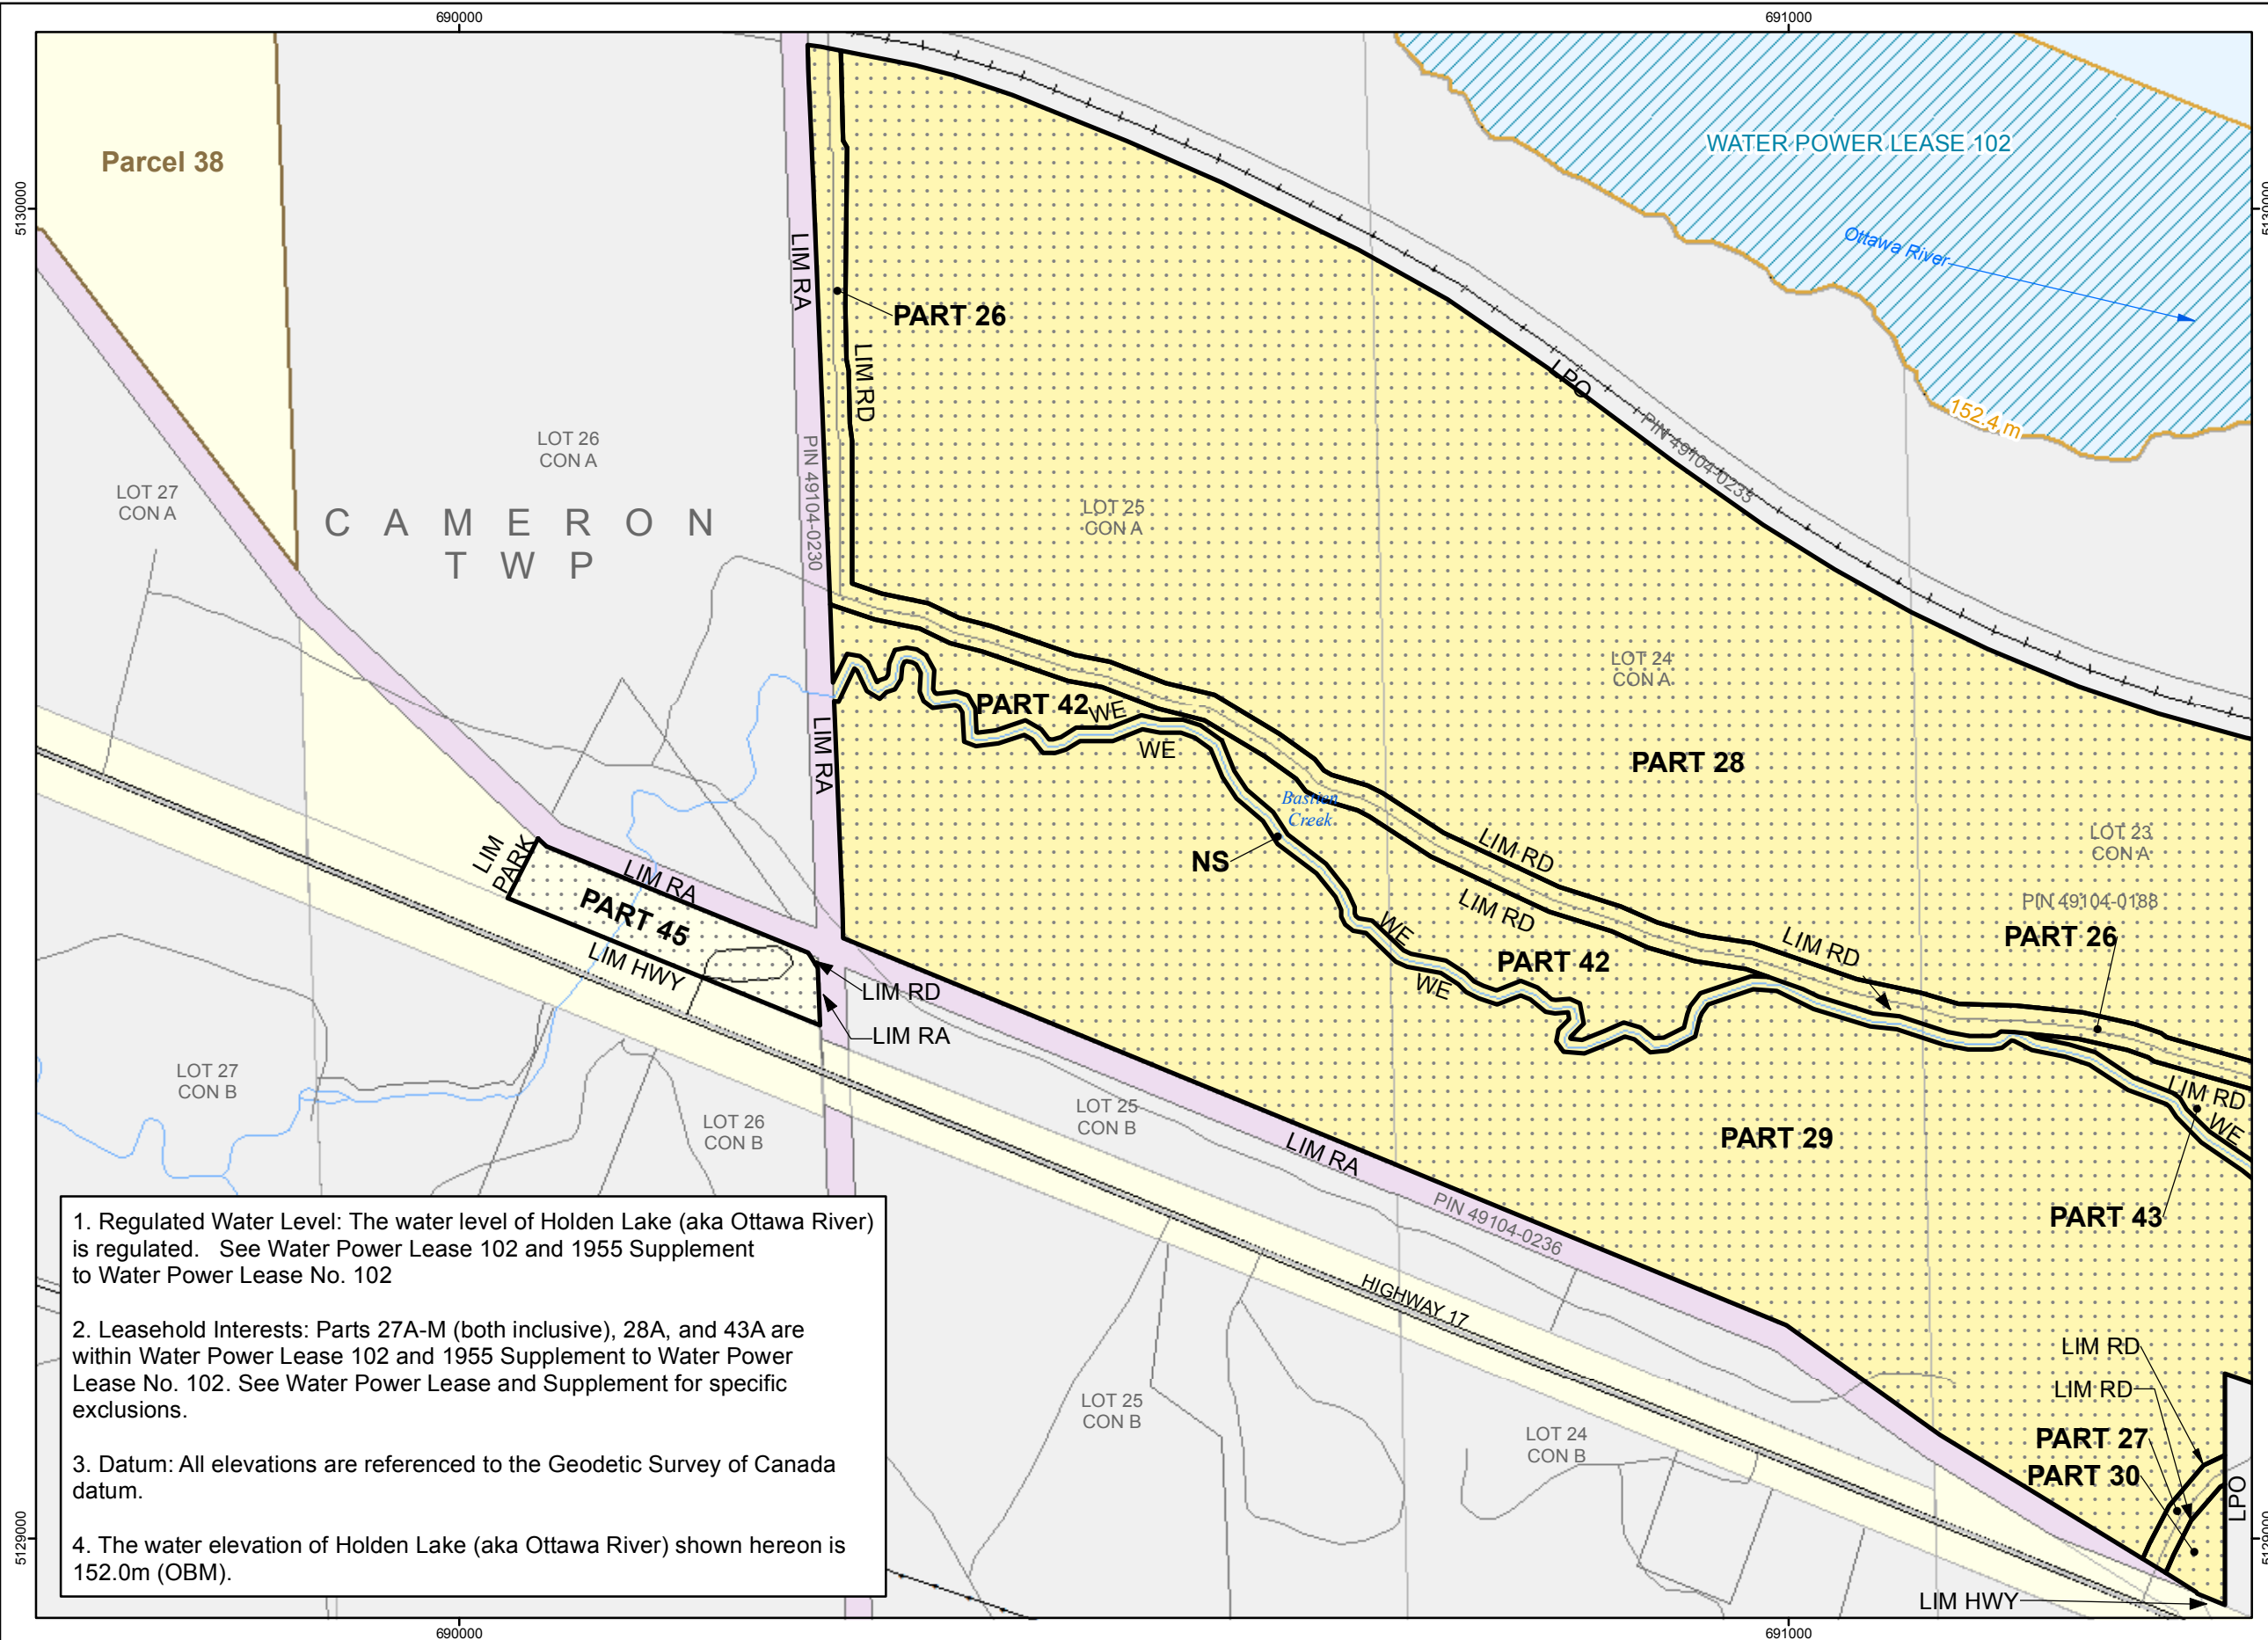 690000
691000
5130000
5130000
Parcel 38
WATER POWER LEASE 102
Ottawa River
152.4 m
LIM RA
PART 26
LIM RD
LPO
PIN 49104-0233
LOT 26
CON A
LOT 27
CON A
CAMERON
TWP
PIN 49104-0230
LOT 25
CON A
LOT 24
CON A
PART 42
WE
WE
LIM RA
PART 28
Bastien
Creek
NS
LIM RD
LIM RD
LOT 23
CON A
PIN 49104-0188
PART 26
LIM RD
LIM
PARK
LIM RA
PART 45
LIM HWY
LIM RD
LIM RA
WE
WE
PART 42
LIM RD
WE
PART 29
PART 43
LOT 27
CON B
LOT 26
CON B
LOT 25
CON B
LIM RA
PIN 49104-0236
HIGHWAY 17
LOT 25
CON B
LOT 24
CON B
LIM RD
LIM RD
PART 27
PART 30
LPO
LIM HWY
1. Regulated Water Level: The water level of Holden Lake (aka Ottawa River)
is regulated. See Water Power Lease 102 and 1955 Supplement
to Water Power Lease No. 102
2. Leasehold Interests: Parts 27A-M (both inclusive), 28A, and 43A are
within Water Power Lease 102 and 1955 Supplement to Water Power
Lease No. 102. See Water Power Lease and Supplement for specific
exclusions.
3. Datum: All elevations are referenced to the Geodetic Survey of Canada
datum.
4. The water elevation of Holden Lake (aka Ottawa River) shown hereon is
152.0m (OBM).
5129000
5129000
690000
691000